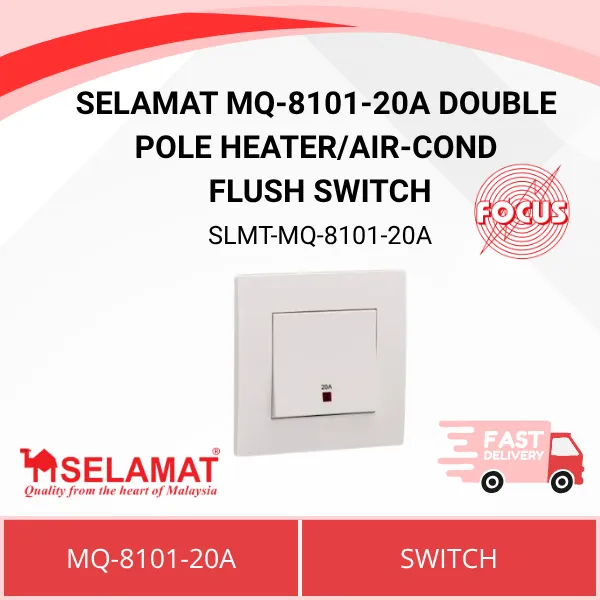 SELAMAT MQ-8101-20A DOUBLE
POLE HEATER/AIR-COND
FLUSH SWITCH
SLMT-MQ-8101-20A
FOCUS
20A
SELAMAT®
Quality from the heart of Malaysia
FAST
DELIVERY
MQ-8101-20A
SWITCH